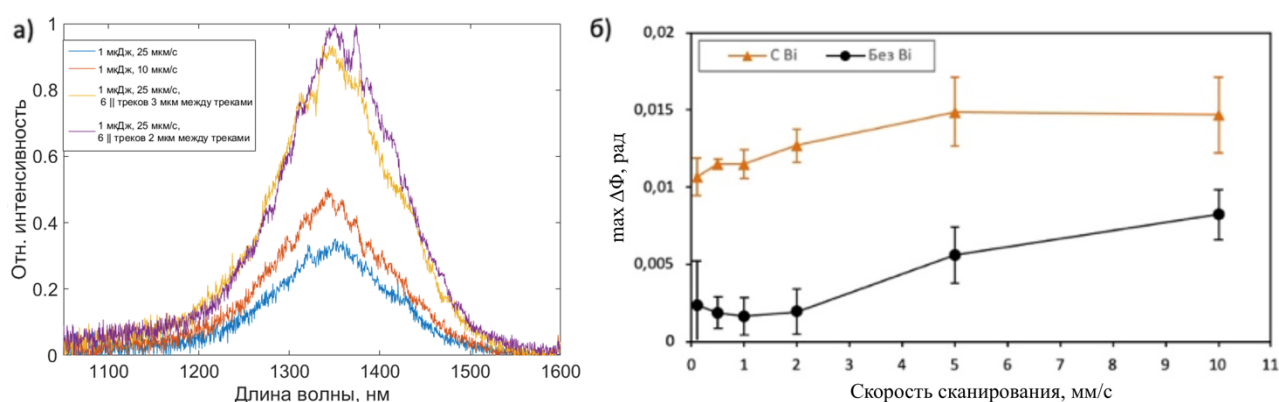 а)
1 мкДж, 25 мкм/с
1 мкДж, 10 мкм/с
1 мкДж, 25 мкм/с,
6 || треков 3 мкм между треками
1 мкДж, 25 мкм/с,
6 || треков 2 мкм между треками
Отн. интенсивность
1
0.8
0.6
0.4
0.2
0
1100 1200 1300 1400 1500 1600
Длина волны, нм
б)
С Bi Без Bi
max ΔФ, рад
0,02
0,015
0,01
0,005
0
0 1 2 3 4 5 6 7 8 9 10 11
Скорость сканирования, мм/с